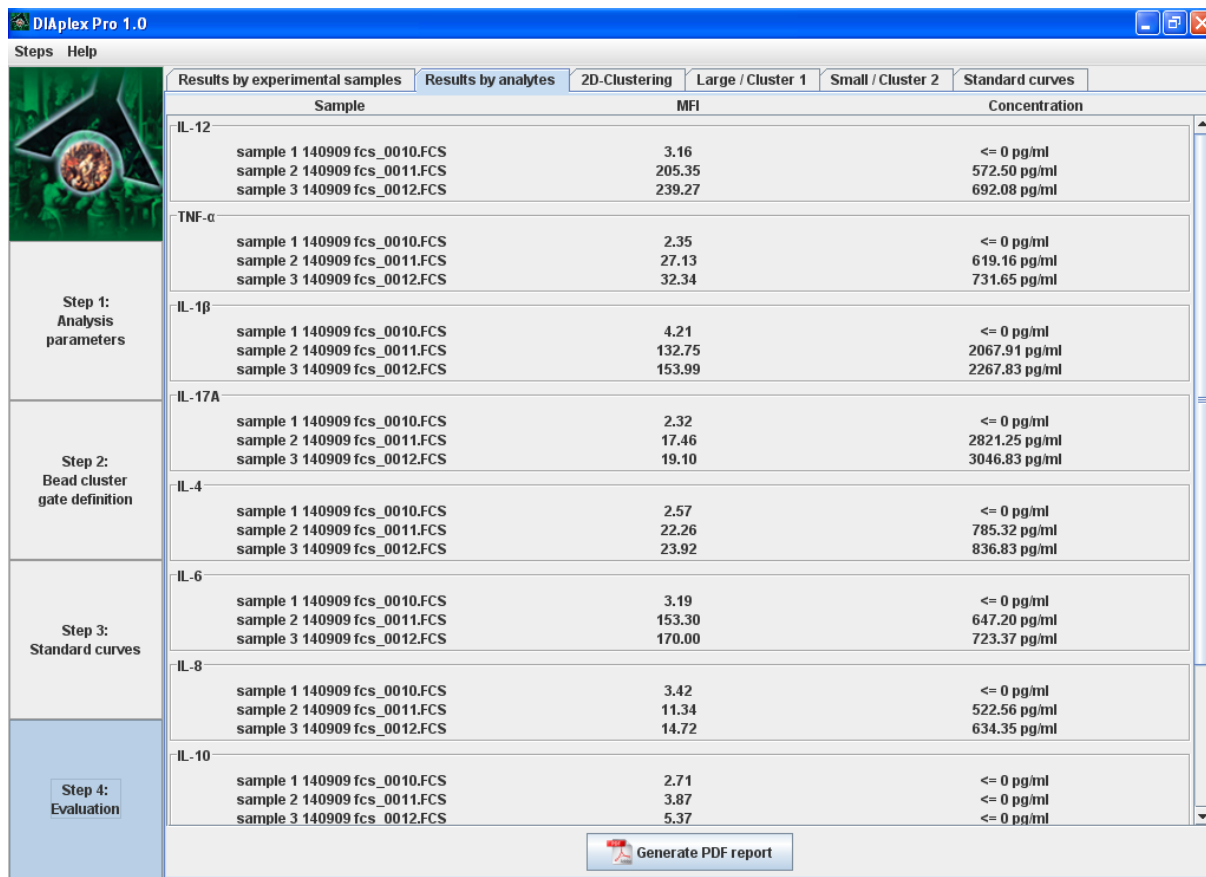 DIAplex Pro 1.0
Steps Help
Results by experimental samples Results by analytes 2D-Clustering Large / Cluster 1 Small / Cluster 2 Standard curves
Sample MFI Concentration
IL-12
sample 1 140909 fcs_0010.FCS 3.16 <= 0 pg/ml
sample 2 140909 fcs_0011.FCS 205.35 572.50 pg/ml
sample 3 140909 fcs_0012.FCS 239.27 692.08 pg/ml
TNF-α
sample 1 140909 fcs_0010.FCS 2.35 <= 0 pg/ml
sample 2 140909 fcs_0011.FCS 27.13 619.16 pg/ml
sample 3 140909 fcs_0012.FCS 32.34 731.65 pg/ml
IL-1β
sample 1 140909 fcs_0010.FCS 4.21 <= 0 pg/ml
sample 2 140909 fcs_0011.FCS 132.75 2067.91 pg/ml
sample 3 140909 fcs_0012.FCS 153.99 2267.83 pg/ml
IL-17A
sample 1 140909 fcs_0010.FCS 2.32 <= 0 pg/ml
sample 2 140909 fcs_0011.FCS 17.46 2821.25 pg/ml
sample 3 140909 fcs_0012.FCS 19.10 3046.83 pg/ml
IL-4
sample 1 140909 fcs_0010.FCS 2.57 <= 0 pg/ml
sample 2 140909 fcs_0011.FCS 22.26 785.32 pg/ml
sample 3 140909 fcs_0012.FCS 23.92 836.83 pg/ml
IL-6
sample 1 140909 fcs_0010.FCS 3.19 <= 0 pg/ml
sample 2 140909 fcs_0011.FCS 153.30 647.20 pg/ml
sample 3 140909 fcs_0012.FCS 170.00 723.37 pg/ml
IL-8
sample 1 140909 fcs_0010.FCS 3.42 <= 0 pg/ml
sample 2 140909 fcs_0011.FCS 11.34 522.56 pg/ml
sample 3 140909 fcs_0012.FCS 14.72 634.35 pg/ml
IL-10
sample 1 140909 fcs_0010.FCS 2.71 <= 0 pg/ml
sample 2 140909 fcs_0011.FCS 3.87 <= 0 pg/ml
sample 3 140909 fcs_0012.FCS 5.37 <= 0 pg/ml
Step 1:
Analysis
parameters
Step 2:
Bead cluster
gate definition
Step 3:
Standard curves
Step 4:
Evaluation
Generate PDF report